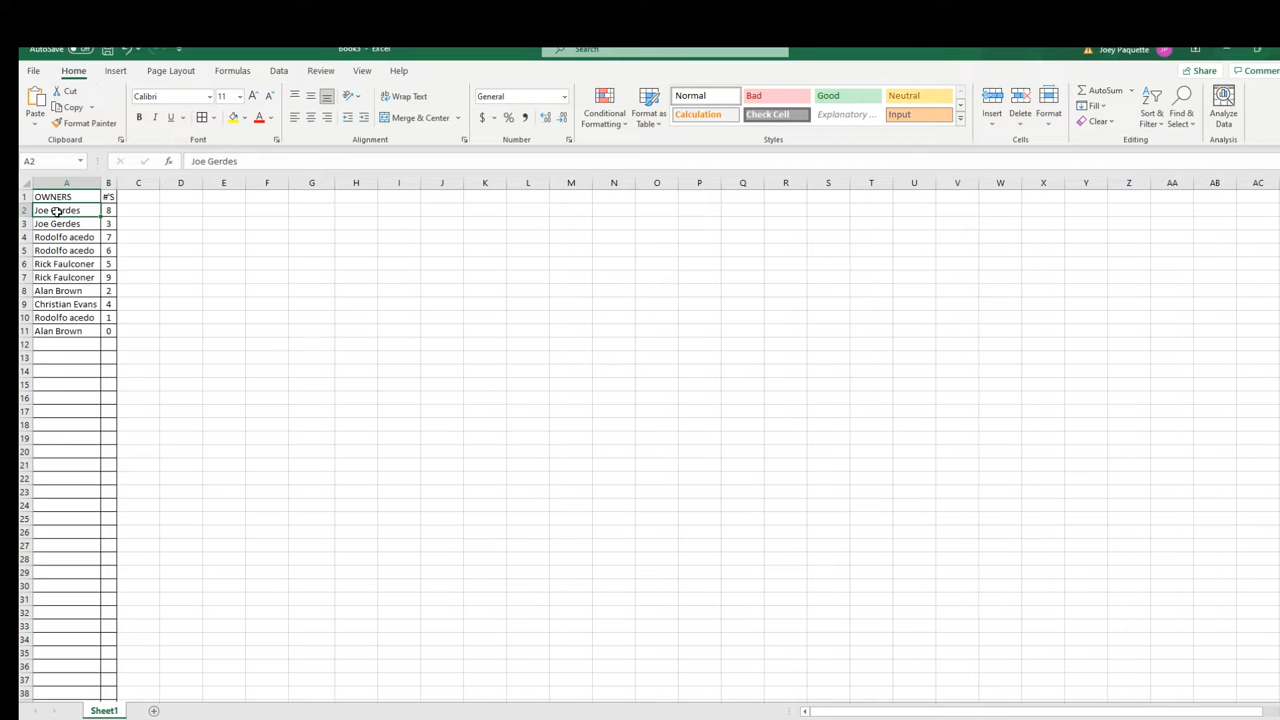 AutoSave Off Book5 - Excel Search Joey Paquette JP
File Home Insert Page Layout Formulas Data Review View Help Share
Paste Cut Copy Format Painter Clipboard
Calibri 11 B I U Font
Wrap Text Merge & Center Alignment
General $ % Number
Conditional Formatting Format as Table
Normal Bad Good Neutral
Calculation Check Cell Explanatory ... Input
Styles
Insert Delete Format Cells
AutoSum Fill Clear Sort & Filter Find & Select Editing
Analyze Data Analysis
A2 fx Joe Gerdes
A B C D E F G H I J K L M N O P Q R S T U V W X Y Z AA AB AC
1 OWNERS #'S
2 Joe Gerdes 8
3 Joe Gerdes 3
4 Rodolfo acedo 7
5 Rodolfo acedo 6
6 Rick Faulconer 5
7 Rick Faulconer 9
8 Alan Brown 2
9 Christian Evans 4
10 Rodolfo acedo 1
11 Alan Brown 0
12
13
14
15
16
17
18
19
20
21
22
23
24
25
26
27
28
29
30
31
32
33
34
35
36
37
38
Sheet1